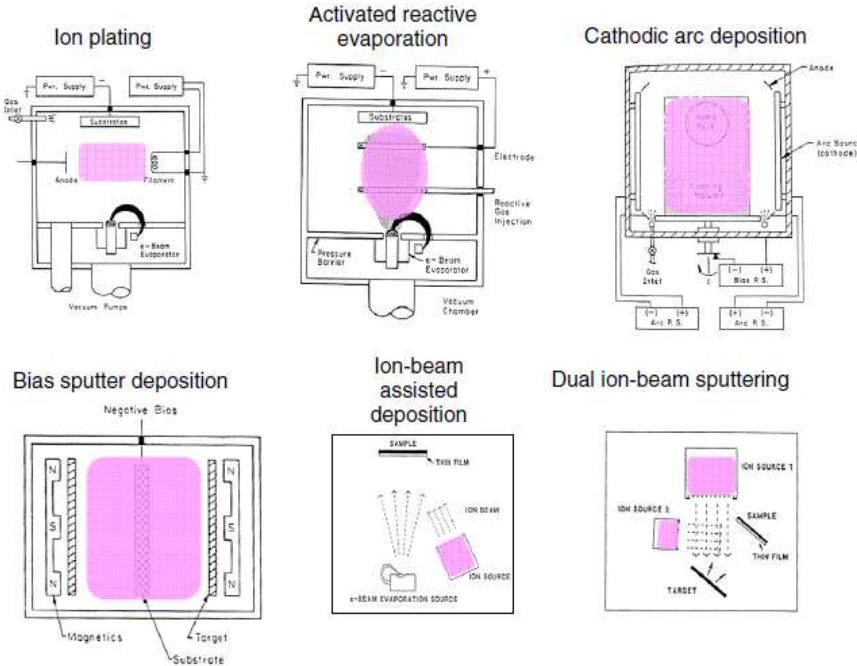 Ion plating
Pwr. Supply
Pwr. Supply
Gas
Inlet
Substrates
Anode
Filament
e-Beam
Evaporator
Vacuum Pumps
Activated reactive
evaporation
Pwr. Supply
Pwr. Supply
Substrates
Electrode
Reactive
Gas
Injection
Pressure
Barrier
e-Beam
Evaporator
Vacuum
Chamber
Cathodic arc deposition
Anode
Arc Source
(cathode)
Volume
Gas
Inlet
(-) (+)
Bias P.S.
(-) (+)
Arc P.S.
(+) (-)
Arc P.S.
Bias sputter deposition
Negative Bias
N
S
N
N
S
N
Magnetics
Target
Substrate
Ion-beam
assisted
deposition
SAMPLE
THIN FILM
ION BEAM
ION SOURCE
e-BEAM EVAPORATION SOURCE
Dual ion-beam sputtering
ION SOURCE 1
ION SOURCE 2
SAMPLE
THIN FILM
TARGET